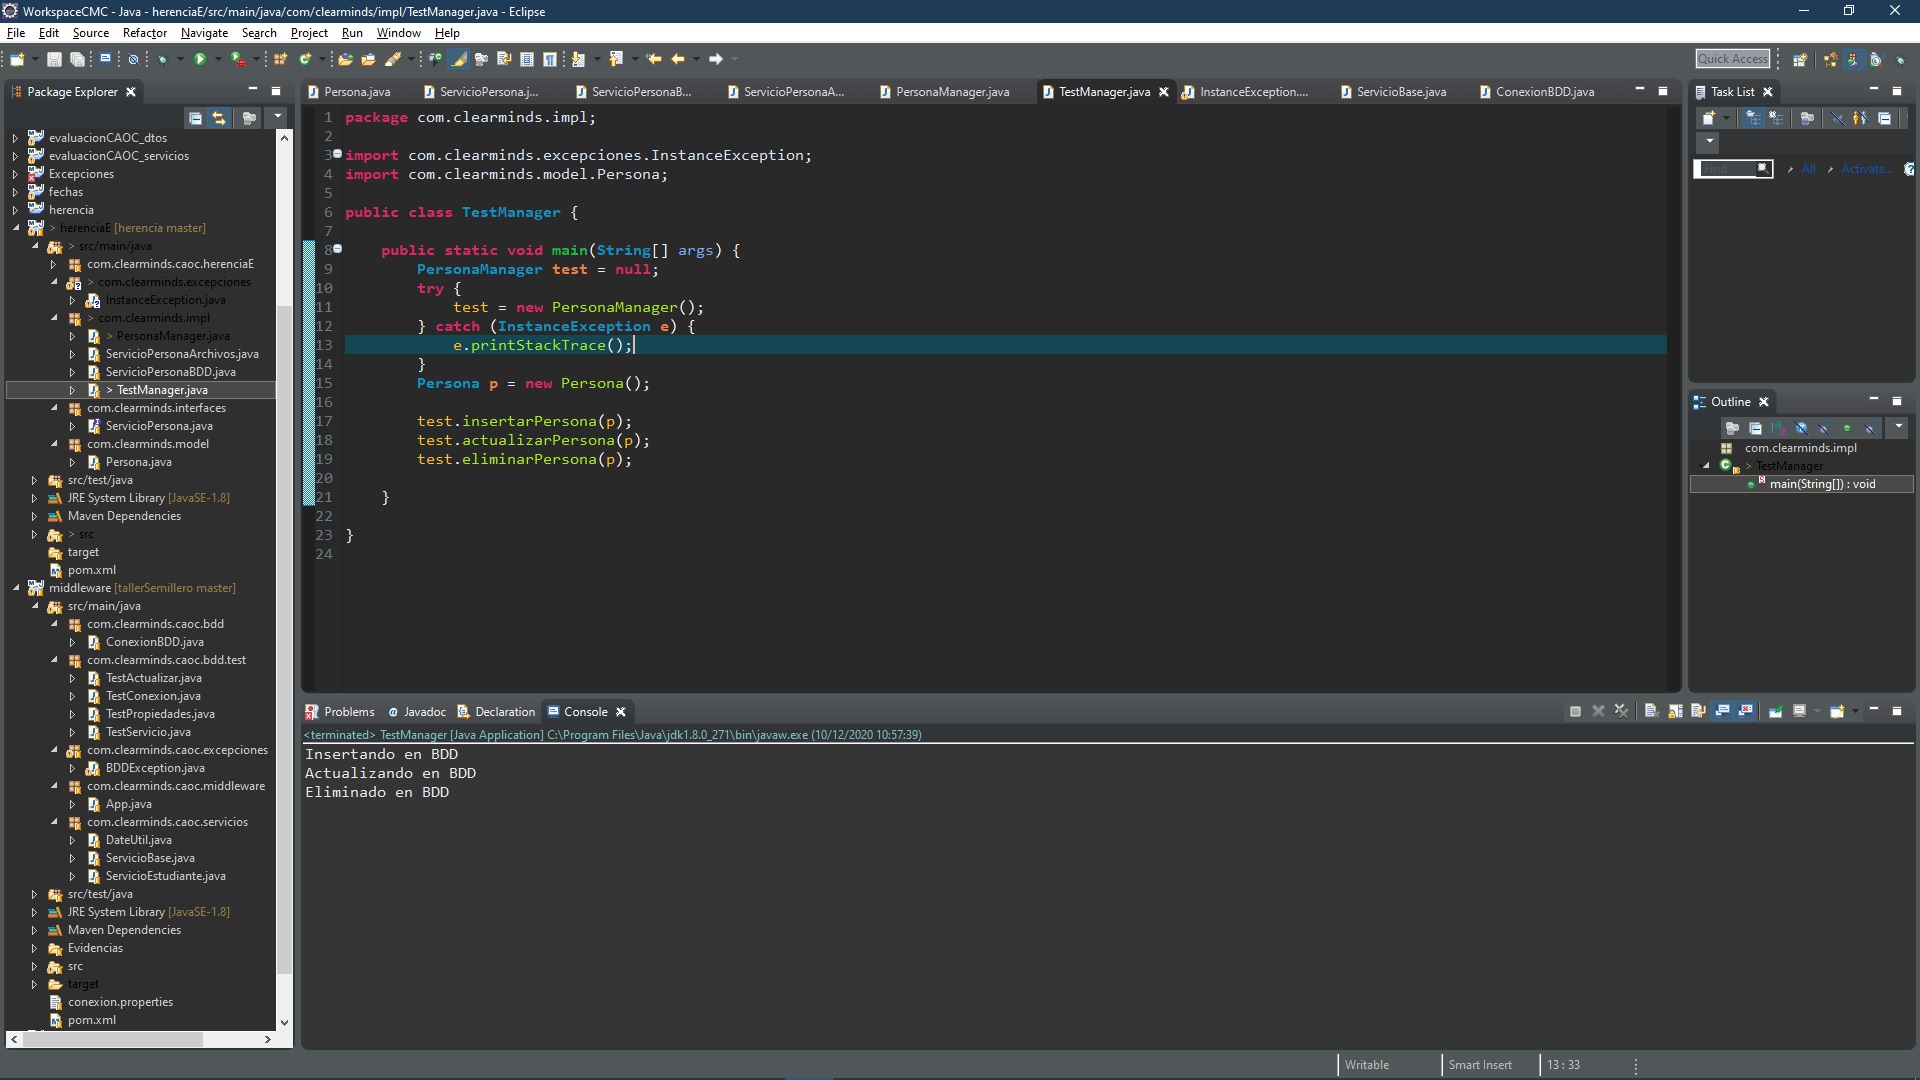 WorkspaceCMC - Java - herenciaE/src/main/java/com/clearminds/impl/TestManager.java - Eclipse
File Edit Source Refactor Navigate Search Project Run Window Help
Quick Access
Package Explorer
evaluacionCAOC_dtos
evaluacionCAOC_servicios
Excepciones
fechas
herencia
> herenciaE [herencia master]
> src/main/java
com.clearminds.caoc.herenciaE
> com.clearminds.excepciones
InstanceException.java
> com.clearminds.impl
> PersonaManager.java
ServicioPersonaArchivos.java
ServicioPersonaBDD.java
> TestManager.java
com.clearminds.interfaces
ServicioPersona.java
com.clearminds.model
Persona.java
src/test/java
JRE System Library [JavaSE-1.8]
Maven Dependencies
> src
target
pom.xml
middleware [tallerSemillero master]
src/main/java
com.clearminds.caoc.bdd
ConexionBDD.java
com.clearminds.caoc.bdd.test
TestActualizar.java
TestConexion.java
TestPropiedades.java
TestServicio.java
com.clearminds.caoc.excepciones
BDDException.java
com.clearminds.caoc.middleware
App.java
com.clearminds.caoc.servicios
DateUtil.java
ServicioBase.java
ServicioEstudiante.java
src/test/java
JRE System Library [JavaSE-1.8]
Maven Dependencies
Evidencias
src
target
conexion.properties
pom.xml
Persona.java ServicioPersona.j... ServicioPersonaB... ServicioPersonaA... PersonaManager.java TestManager.java InstanceException.... ServicioBase.java ConexionBDD.java
1 package com.clearminds.impl;
2
3 import com.clearminds.excepciones.InstanceException;
4 import com.clearminds.model.Persona;
5
6 public class TestManager {
7
8 public static void main(String[] args) {
9 PersonaManager test = null;
10 try {
11 test = new PersonaManager();
12 } catch (InstanceException e) {
13 e.printStackTrace();
14 }
15 Persona p = new Persona();
16
17 test.insertarPersona(p);
18 test.actualizarPersona(p);
19 test.eliminarPersona(p);
20
21 }
22
23 }
24
Task List
Find All Activate...
Outline
com.clearminds.impl
> TestManager
main(String[]) : void
Problems Javadoc Declaration Console
<terminated> TestManager [Java Application] C:\Program Files\Java\jdk1.8.0_271\bin\javaw.exe (10/12/2020 10:57:39)
Insertando en BDD
Actualizando en BDD
Eliminado en BDD
Writable Smart Insert 13 : 33